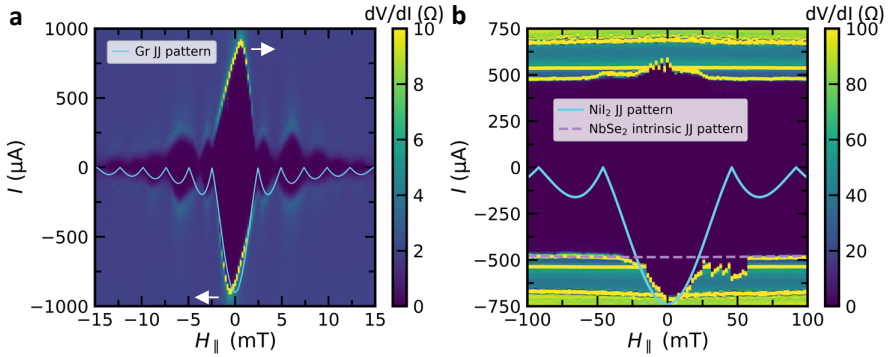 a
dV/dI (Ω)
1000
500
0
−500
−1000
I (μA)
Gr JJ pattern
−15 −10 −5 0 5 10 15
H∥ (mT)
10
8
6
4
2
0
b
dV/dI (Ω)
750
500
250
0
−250
−500
−750
I (μA)
NiI₂ JJ pattern
NbSe₂ intrinsic JJ pattern
−100 −50 0 50 100
H∥ (mT)
100
80
60
40
20
0